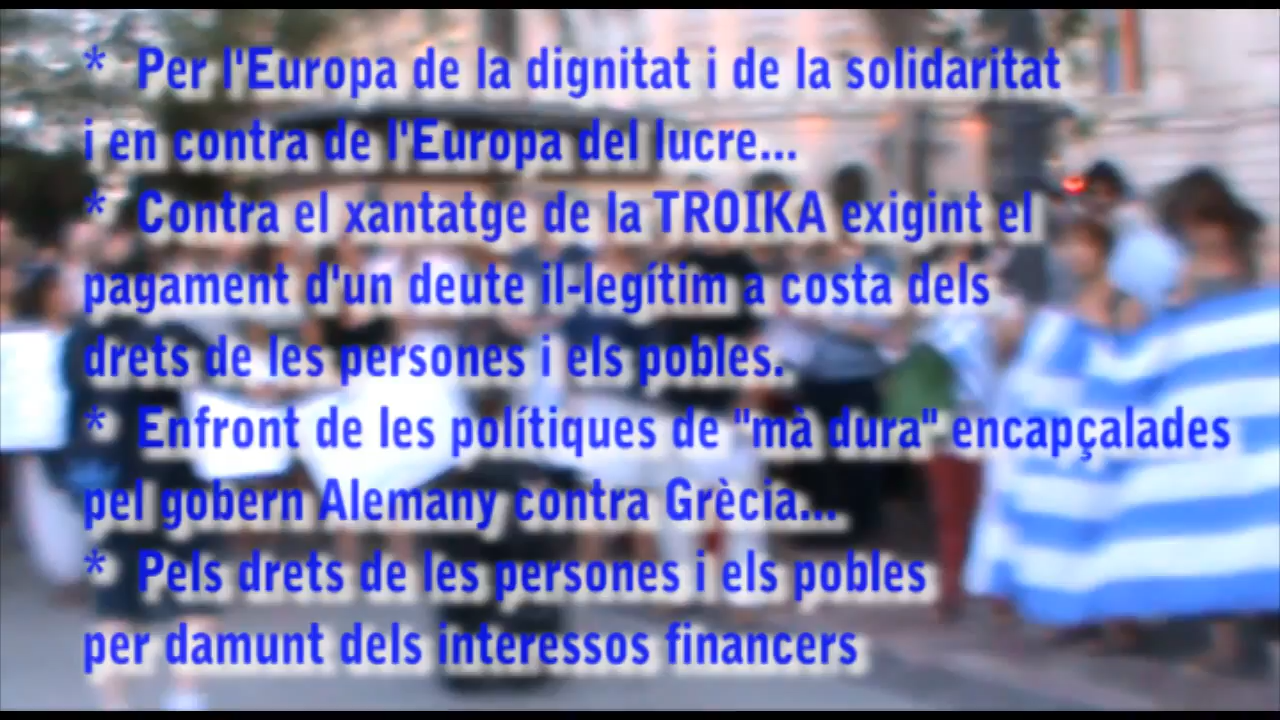 * Per l'Europa de la dignitat i de la solidaritat
i en contra de l'Europa del lucre...
* Contra el xantatge de la TROIKA exigint el
pagament d'un deute il-legítim a costa dels
drets de les persones i els pobles.
* Enfront de les polítiques de "mà dura" encapçalades
pel gobern Alemany contra Grècia...
* Pels drets de les persones i els pobles
per damunt dels interessos financers